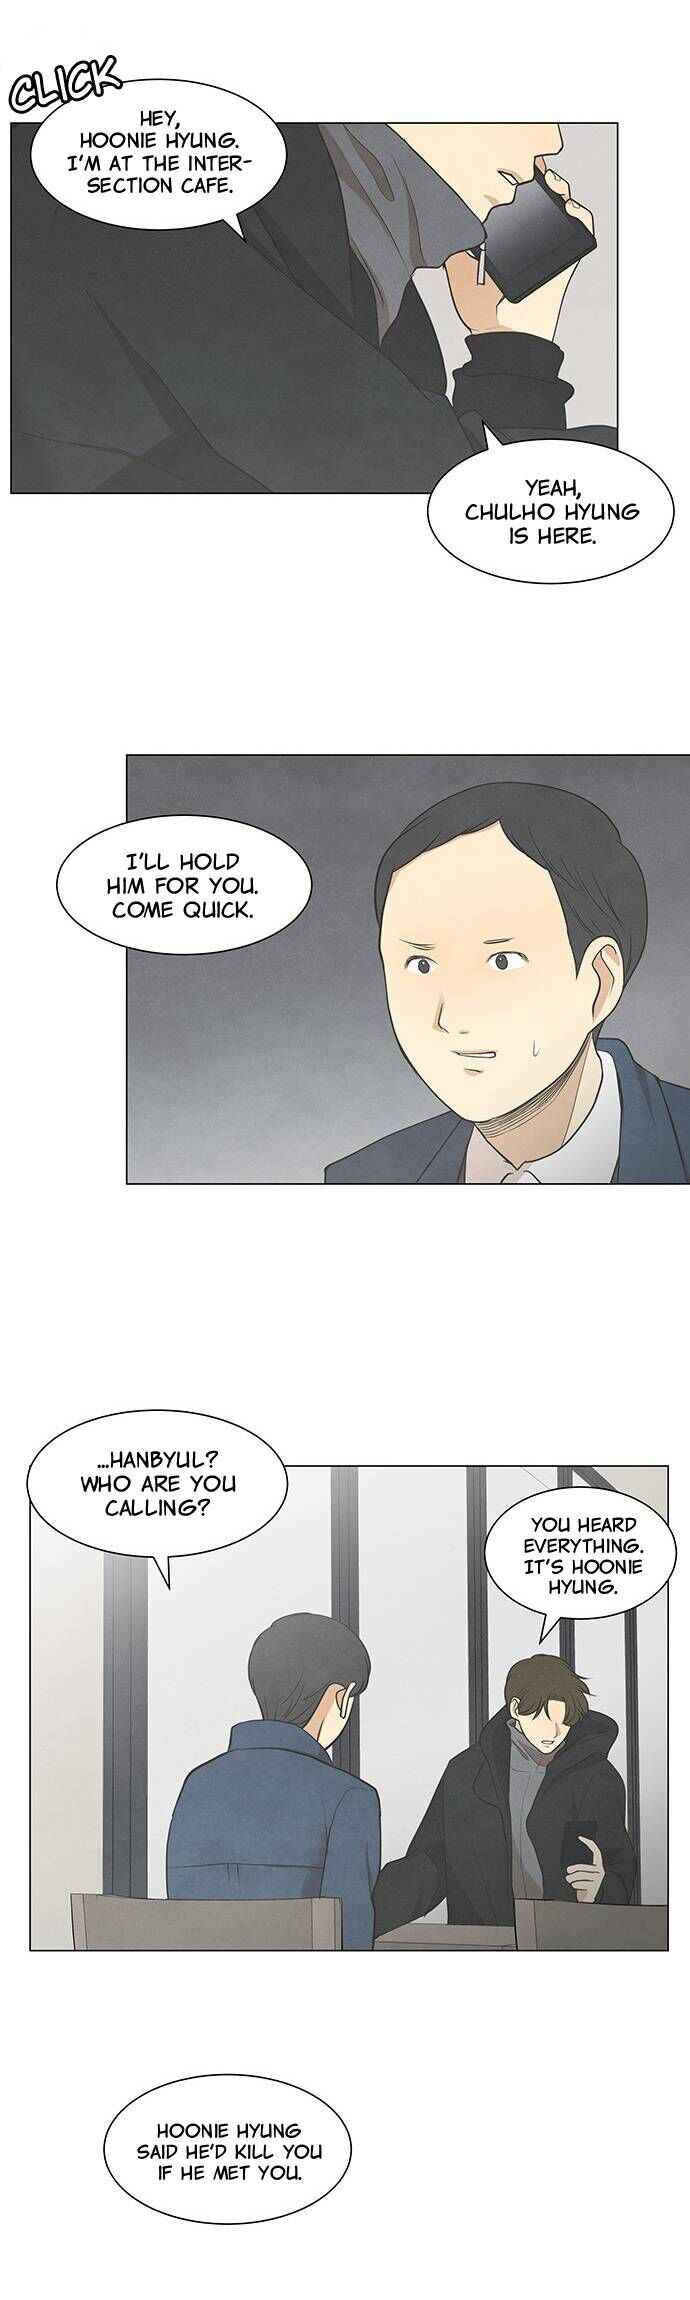 CLICK
HEY,
HOONIE HYUNG.
I'M AT THE INTER-
SECTION CAFE.
YEAH,
CHULHO HYUNG
IS HERE.
I'LL HOLD
HIM FOR YOU.
COME QUICK.
...HANBYUL?
WHO ARE YOU
CALLING?
YOU HEARD
EVERYTHING.
IT'S HOONIE
HYUNG.
HOONIE HYUNG
SAID HE'D KILL YOU
IF HE MET YOU.